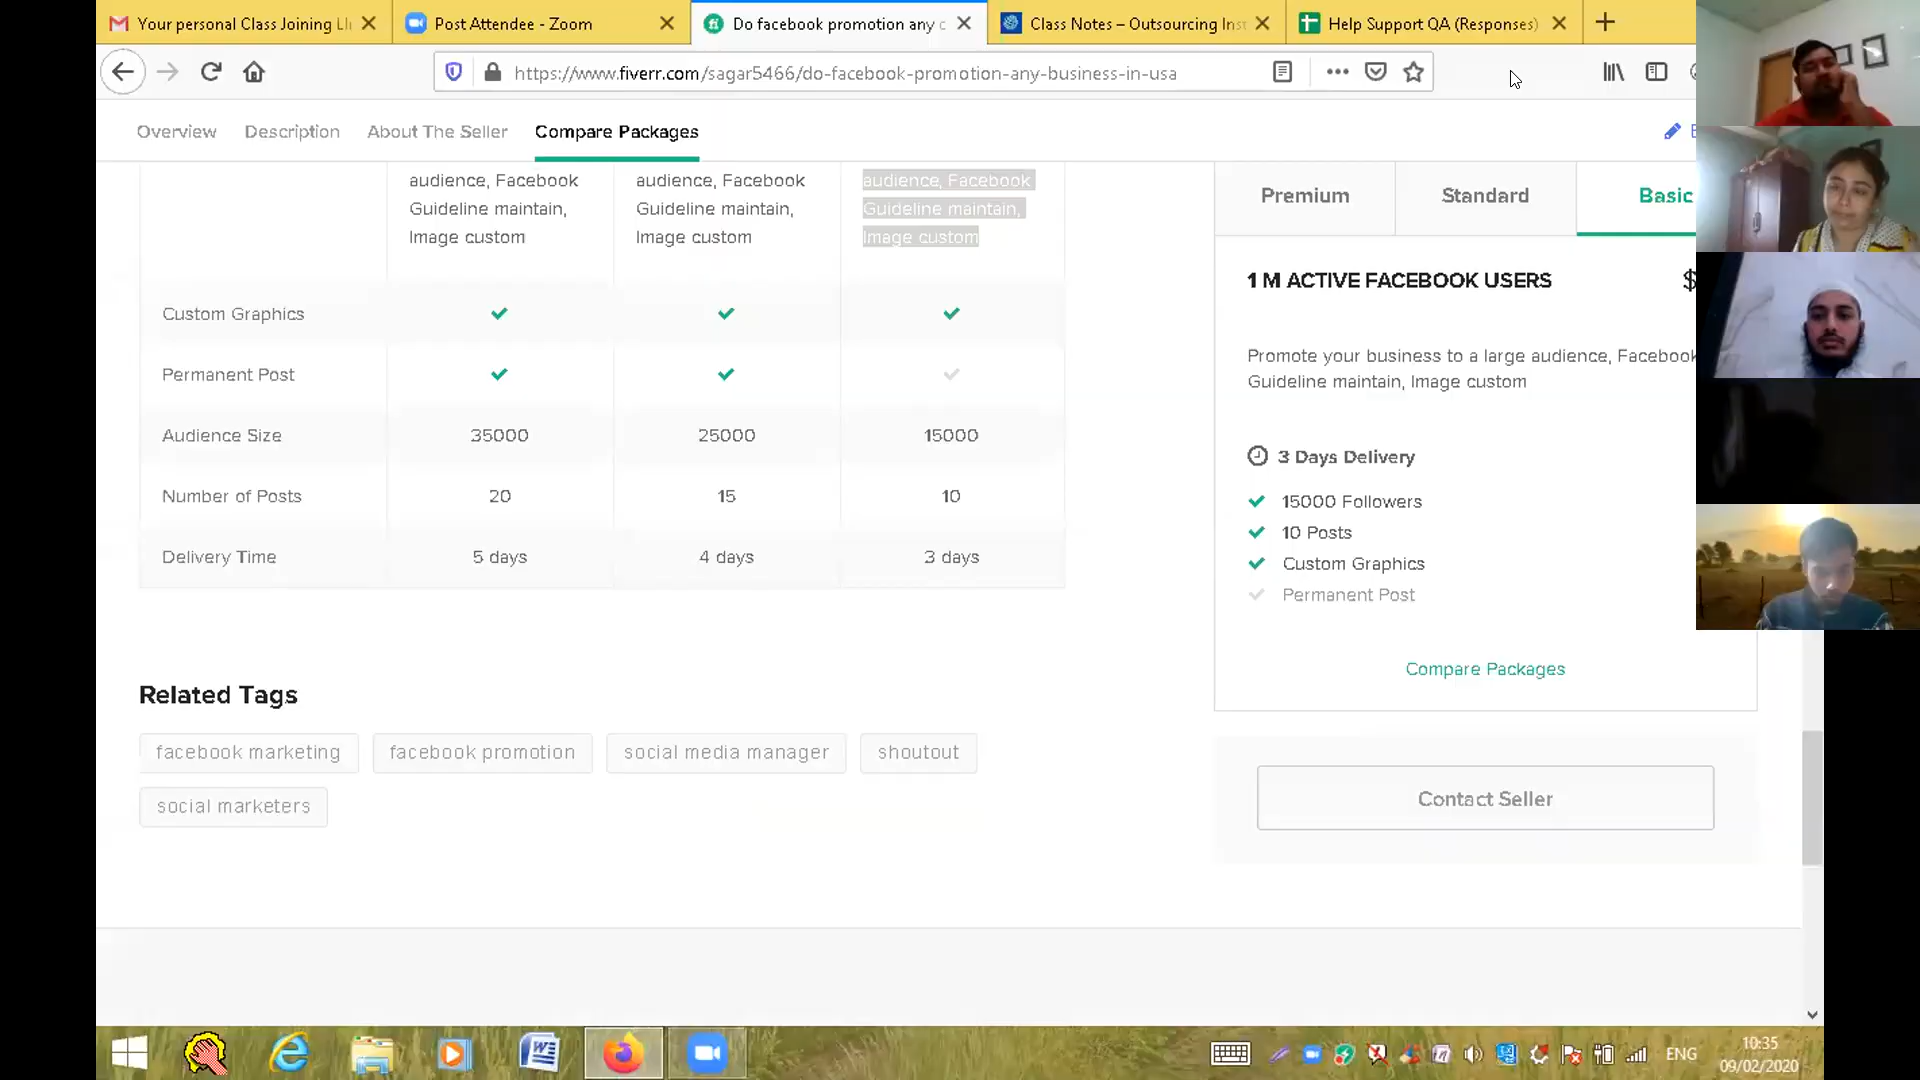 Your personal Class Joining Li
Post Attendee - Zoom
Do facebook promotion any
Class Notes – Outsourcing Inst
Help Support QA (Responses)
https://www.fiverr.com/sagar5466/do-facebook-promotion-any-business-in-usa
Overview
Description
About The Seller
Compare Packages
audience, Facebook
Guideline maintain,
Image custom
audience, Facebook
Guideline maintain,
Image custom
audience, Facebook
Guideline maintain,
Image custom
Custom Graphics
Permanent Post
Audience Size 35000 25000 15000
Number of Posts 20 15 10
Delivery Time 5 days 4 days 3 days
Related Tags
facebook marketing
facebook promotion
social media manager
shoutout
social marketers
Premium
Standard
Basic
1 M ACTIVE FACEBOOK USERS $
Promote your business to a large audience, Facebook
Guideline maintain, Image custom
3 Days Delivery
15000 Followers
10 Posts
Custom Graphics
Permanent Post
Compare Packages
Contact Seller
ENG
10:35
09/02/2020